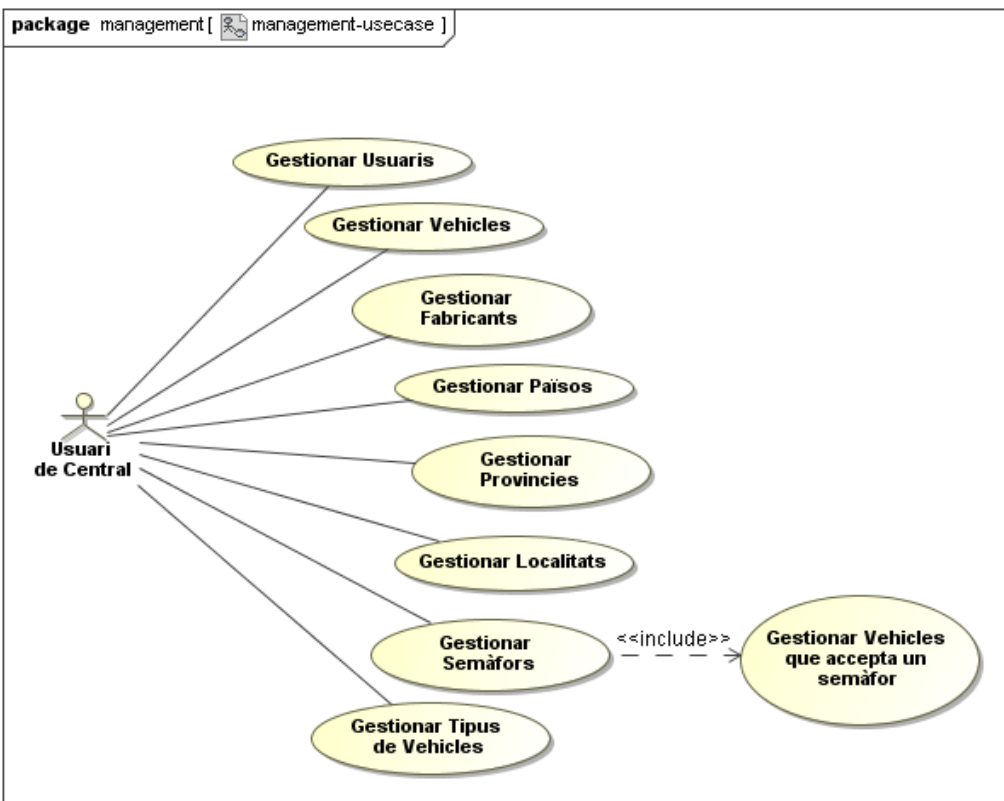 package management [ management-usecase ]
Gestionar Usuaris
Gestionar Vehicles
Gestionar
Fabricants
Gestionar Països
Usuari
de Central
Gestionar
Provincies
Gestionar Localitats
Gestionar
Semàfors
<<include>>
Gestionar Vehicles
que accepta un
semàfor
Gestionar Tipus
de Vehicles